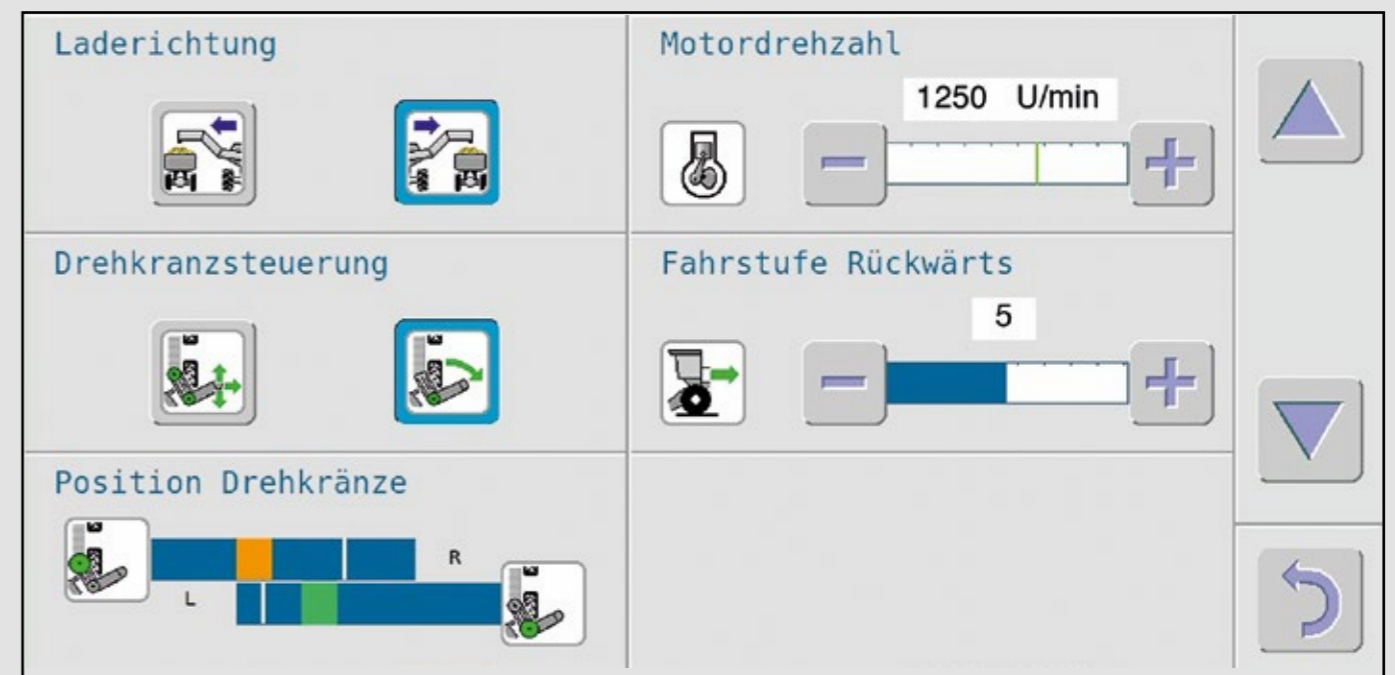 Laderichtung
Motordrehzahl
1250 U/min
Drehkranzsteuerung
Fahrstufe Rückwärts
5
Position Drehkränze
R
L